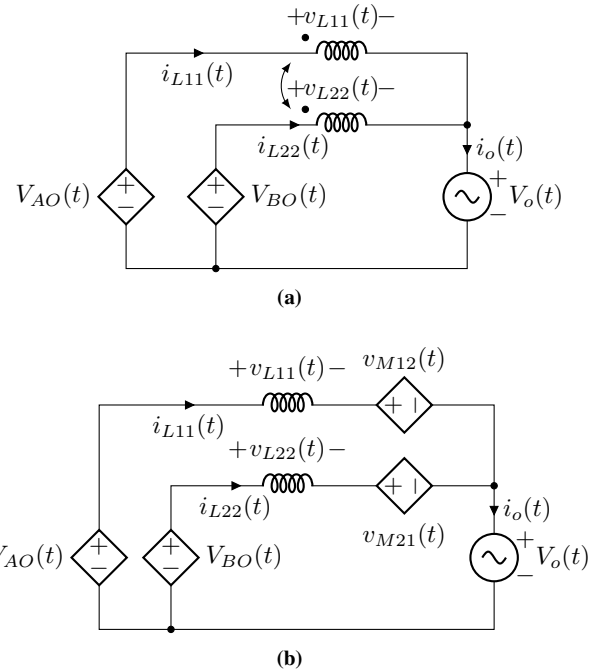 +v_{L11}(t)−
i_{L11}(t)
+v_{L22}(t)−
i_{L22}(t)
i_o(t)
V_{AO}(t)
+
−
+
−
V_{BO}(t)
+
−
V_o(t)
(a)
v_{M12}(t)
+v_{L11}(t)−
+ −
i_{L11}(t)
+v_{L22}(t)−
+ −
i_{L22}(t)
v_{M21}(t)
i_o(t)
V_{AO}(t)
+
−
+
−
V_{BO}(t)
+
−
V_o(t)
(b)